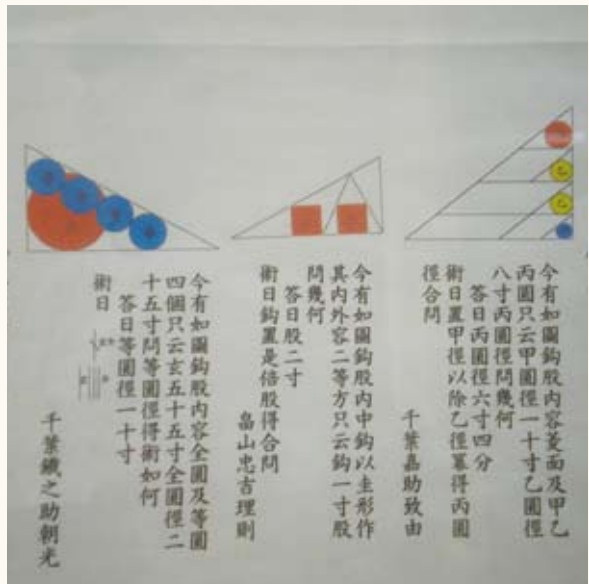 今有如圖鈎股內容菱面及甲乙
丙圓只云甲圓徑一十寸乙圓徑
八寸丙圓徑問幾何
答曰丙圓徑六寸四分
術曰置甲徑以除乙徑冪得丙圓
徑合問
千葉嘉助致由
今有如圖鈎股內中鈎以圭形作
其內外容二等方只云鈎一寸股
問幾何
答曰股二寸
術曰鈎置是倍股得合問
畠山忠吉理則
今有如圖鈎股內容全圓及等圓
四個只云玄五十五寸全圓徑二
十五寸問等圓徑得術如何
答曰等圓徑一十寸
術曰
千葉鐵之助朝光